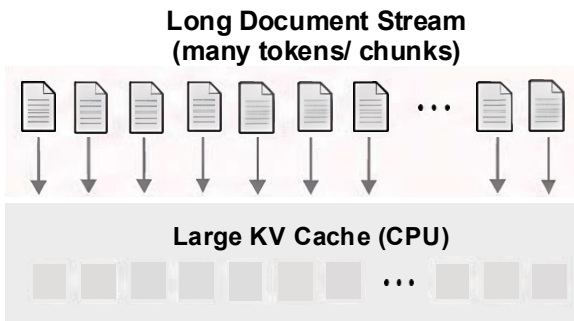 Long Document Stream
(many tokens/ chunks)
...
Large KV Cache (CPU)
...